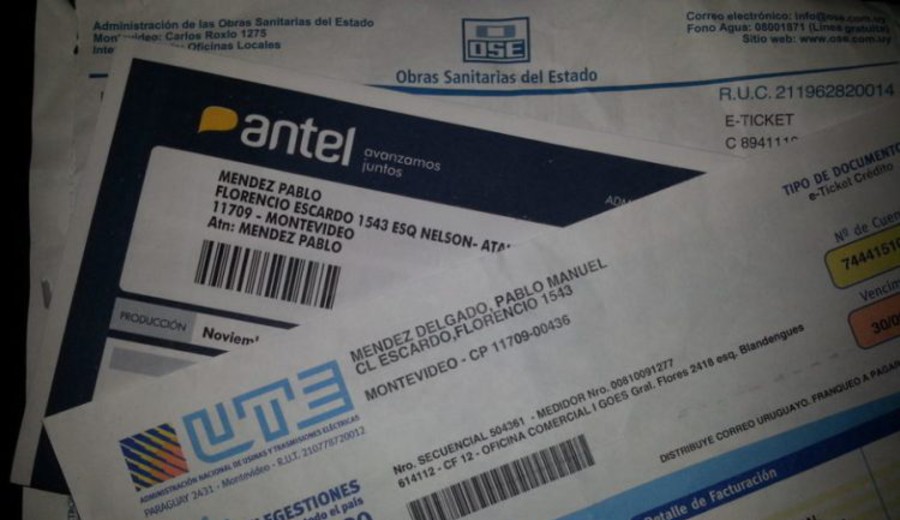 Administración de las Obras Sanitarias del Estado
Montevideo: Carlos Roxlo 1275
Oficinas Locales
OSE
Obras Sanitarias del Estado
Correo electrónico: info@ose.com.uy
Fono Agua: 08001871 (Línea gratuita)
Sitio web: www.ose.com.uy
R.U.C. 211962820014
E-TICKET
antel
avanzamos
juntos
MENDEZ PABLO
FLORENCIO ESCARDO 1543 ESQ NELSON-
11709 - MONTEVIDEO
Atn: MENDEZ PABLO
PRODUCCIÓN
TIPO DE DOCUMENTO
e-Ticket Crédito
Nº de
30/0
UTE
ADMINISTRACIÓN NACIONAL DE USINAS Y TRASMISIONES ELÉCTRICAS
PARAGUAY 2431 - Montevideo - R.U.T. 210778720012
MENDEZ DELGADO, PABLO MANUEL
CL ESCARDO,FLORENCIO 1543
MONTEVIDEO - CP 11709-00436
Nro. SECUENCIAL 504361 - MEDIDOR Nro. 00810091277
614112 - CF 12 - OFICINA COMERCIAL I GOES Gral. Flores 2418 esq. Blandengues
DISTRIBUYE CORREO URUGUAYO. FRANQUEO A PAGAR
el país
Detalle de Facturación